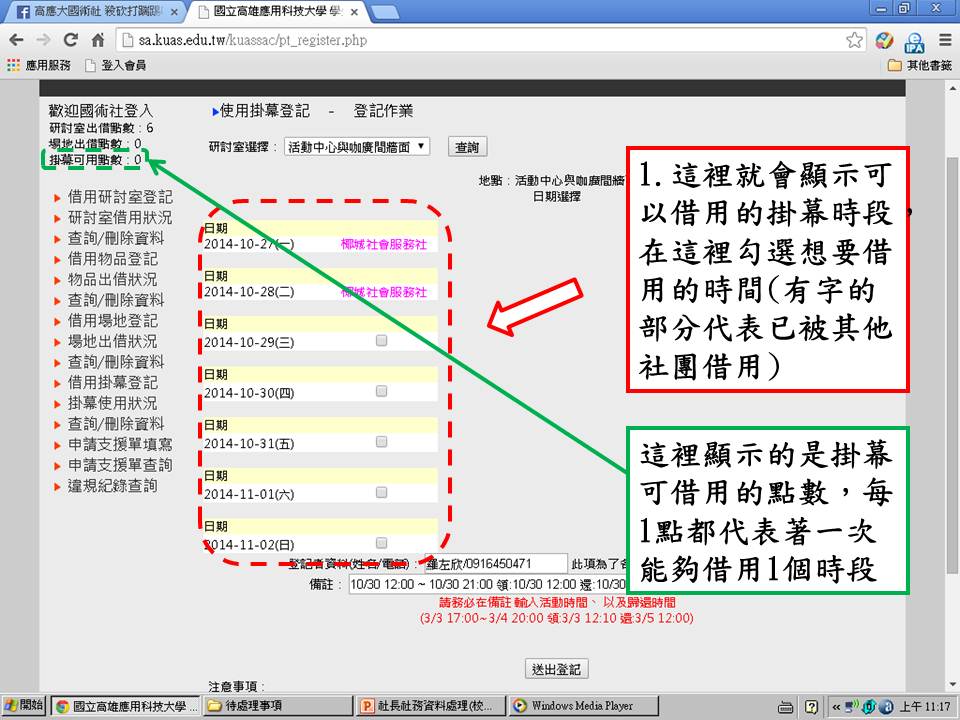 高應大國術社 殺砍打踹踢
國立高雄應用科技大學 學
sa.kuas.edu.tw/kuassac/pt_register.php
應用服務
登入會員
其他書籤
歡迎國術社登入
研討室出借點數：6
場地出借點數：0
掛幕可用點數：0
借用研討室登記
研討室借用狀況
查詢/刪除資料
借用物品登記
物品出借狀況
查詢/刪除資料
借用場地登記
場地出借狀況
查詢/刪除資料
借用掛幕登記
掛幕使用狀況
查詢/刪除資料
申請支援單填寫
申請支援單查詢
違規紀錄查詢
使用掛幕登記 - 登記作業
研討室選擇： 活動中心與咖廣間牆面 查詢
地點：活動中心與咖廣間牆
日期選擇
日期
2014-10-27(一) 椰城社會服務社
日期
2014-10-28(二) 椰城社會服務社
日期
2014-10-29(三)
日期
2014-10-30(四)
日期
2014-10-31(五)
日期
2014-11-01(六)
日期
2014-11-02(日)
登記者資料(姓名/電話)： 羅左欣/0916450471 此項為了
備註： 10/30 12:00 ~ 10/30 21:00 領:10/30 12:00 還:10/30
請務必在備註 輸入活動時間、 以及歸還時間
(3/3 17:00~3/4 20:00 領:3/3 12:10 還:3/5 12:00)
送出登記
注意事項：
1.這裡就會顯示可
以借用的掛幕時段，
在這裡勾選想要借
用的時間(有字的
部分代表已被其他
社團借用)
這裡顯示的是掛幕
可借用的點數，每
1點都代表著一次
能夠借用1個時段
開始
國立高雄應用科技大學 ...
待處理事項
社長社務資料處理(校...
Windows Media Player
上午 11:17